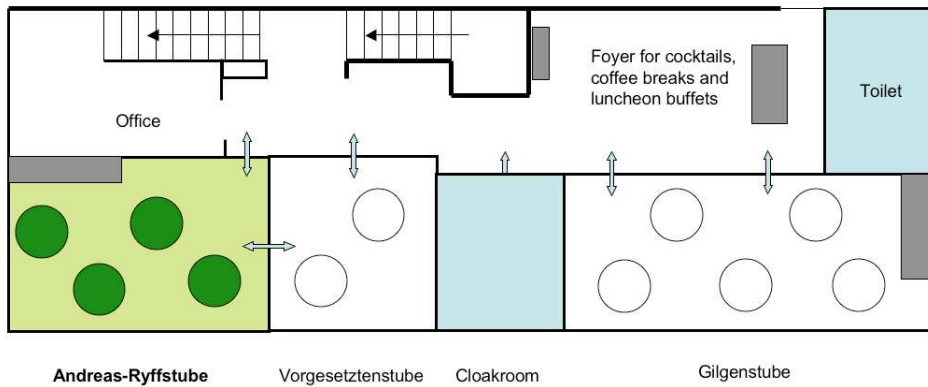 Foyer for cocktails,
coffee breaks and
luncheon buffets
Toilet
Office
Andreas-Ryffstube
Vorgesetztenstube
Cloakroom
Gilgenstube